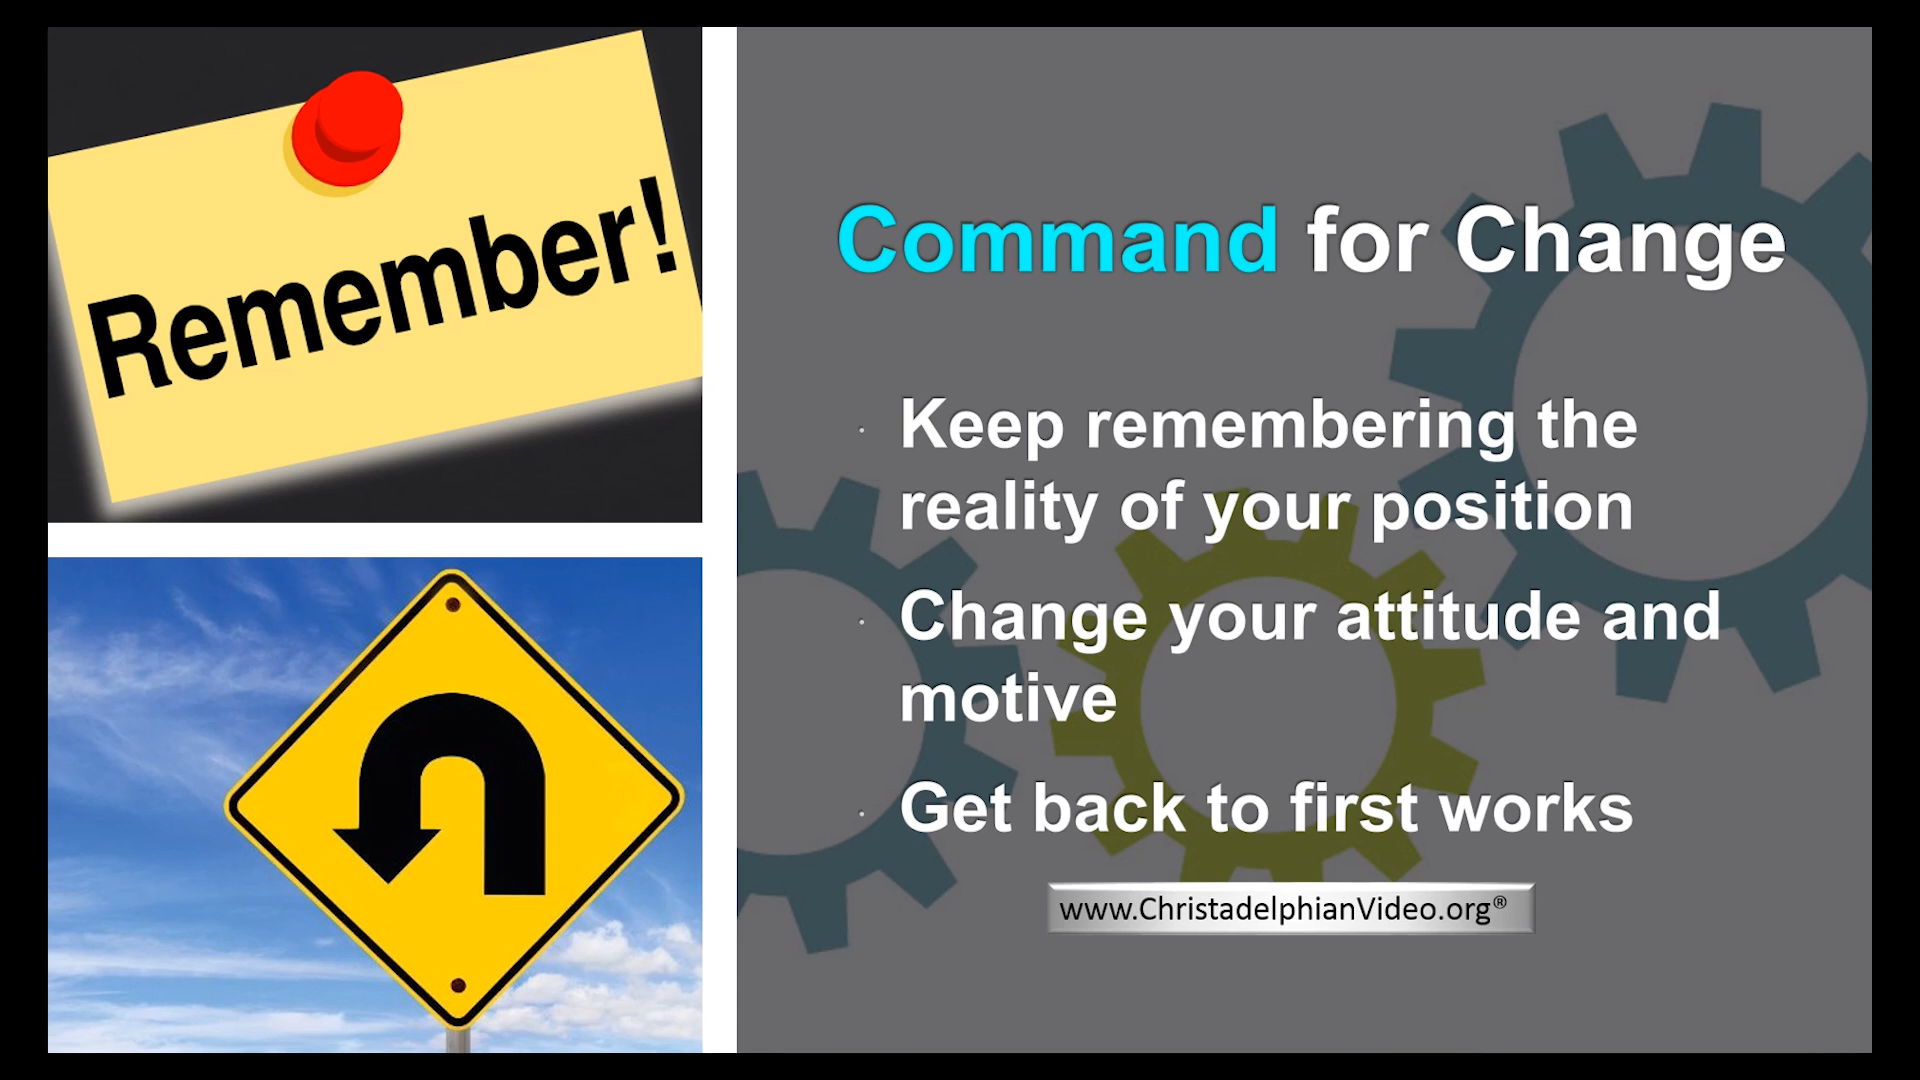 Remember!
Command for Change
· Keep remembering the
reality of your position
· Change your attitude and
motive
· Get back to first works
www.ChristadelphianVideo.org®